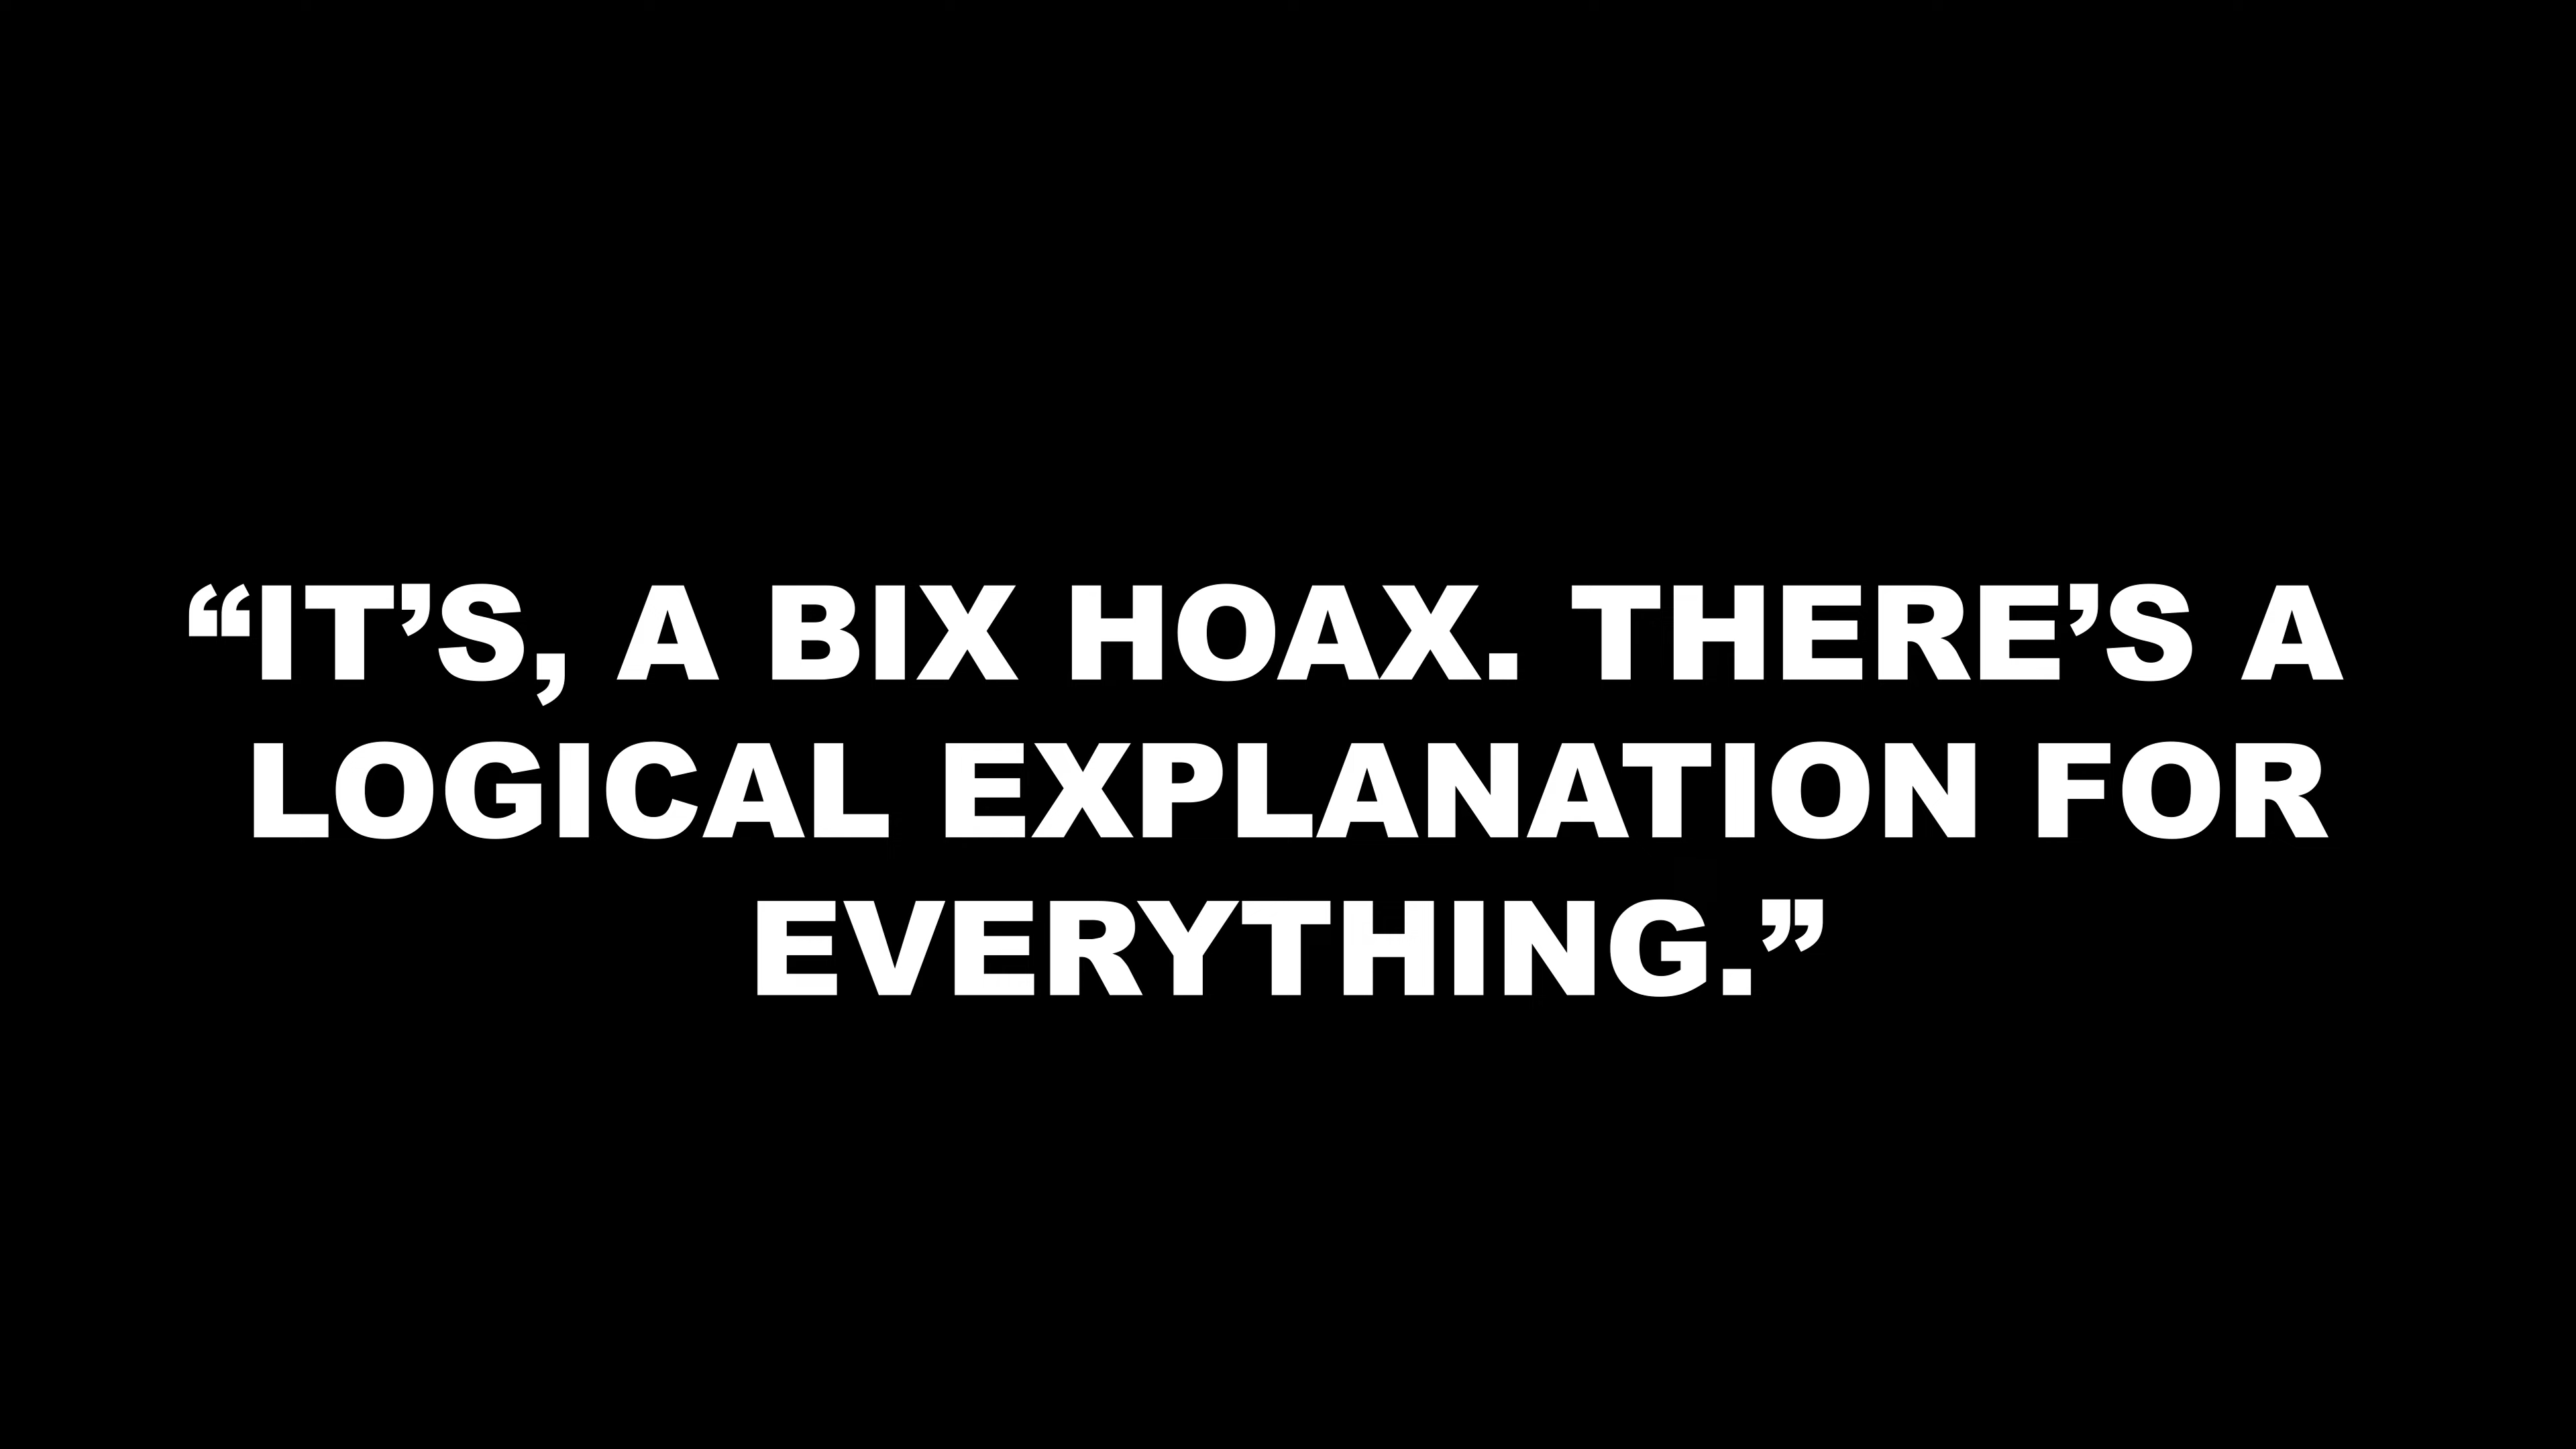 “IT’S, A BIX HOAX. THERE’S A
LOGICAL EXPLANATION FOR
EVERYTHING.”